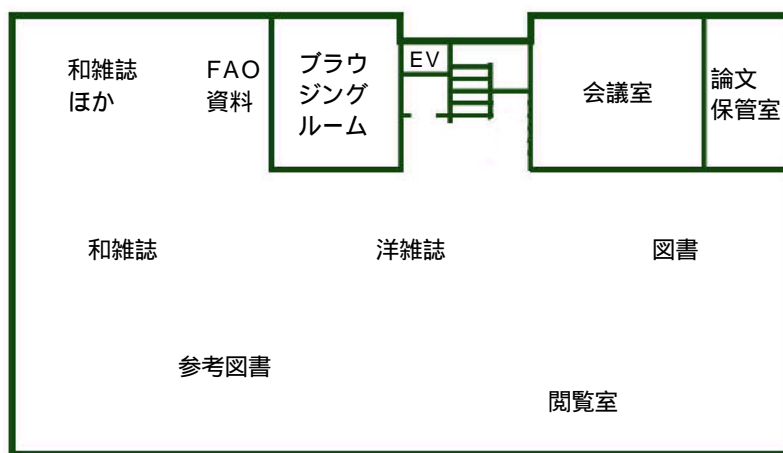 和雑誌
ほか
FAO
資料
ブラウ
ジング
ルーム
EV
会議室
論文
保管室
和雑誌
洋雑誌
図書
参考図書
閲覧室